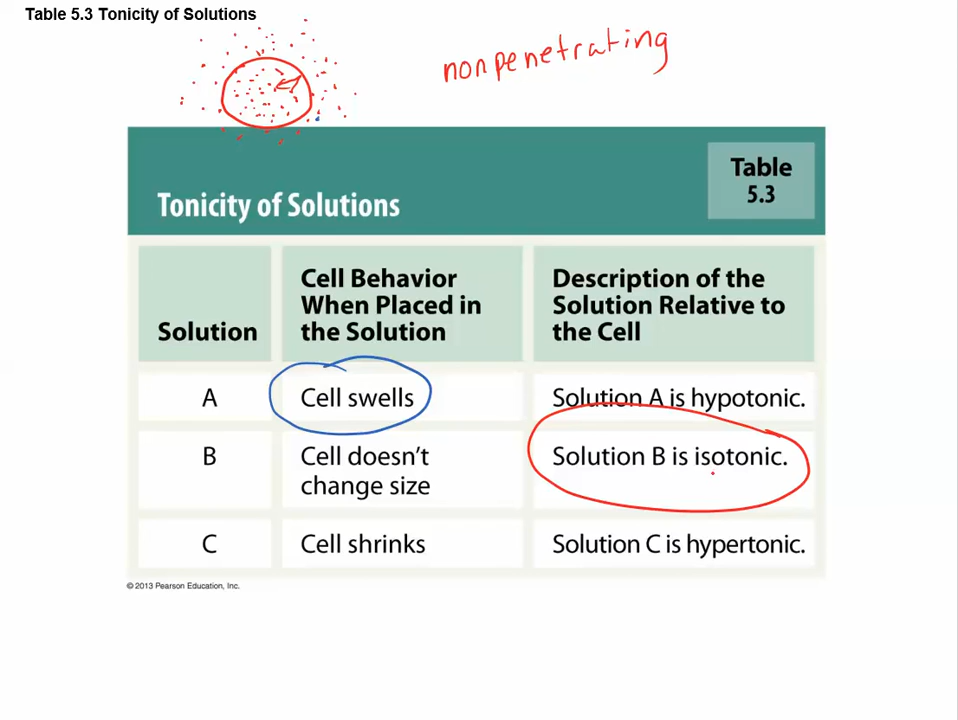 Table 5.3 Tonicity of Solutions
nonpenetrating
Table
5.3
Tonicity of Solutions
Solution
Cell Behavior
When Placed in
the Solution
Description of the
Solution Relative to
the Cell
A
Cell swells
Solution A is hypotonic.
B
Cell doesn't
change size
Solution B is isotonic.
C
Cell shrinks
Solution C is hypertonic.
© 2013 Pearson Education, Inc.